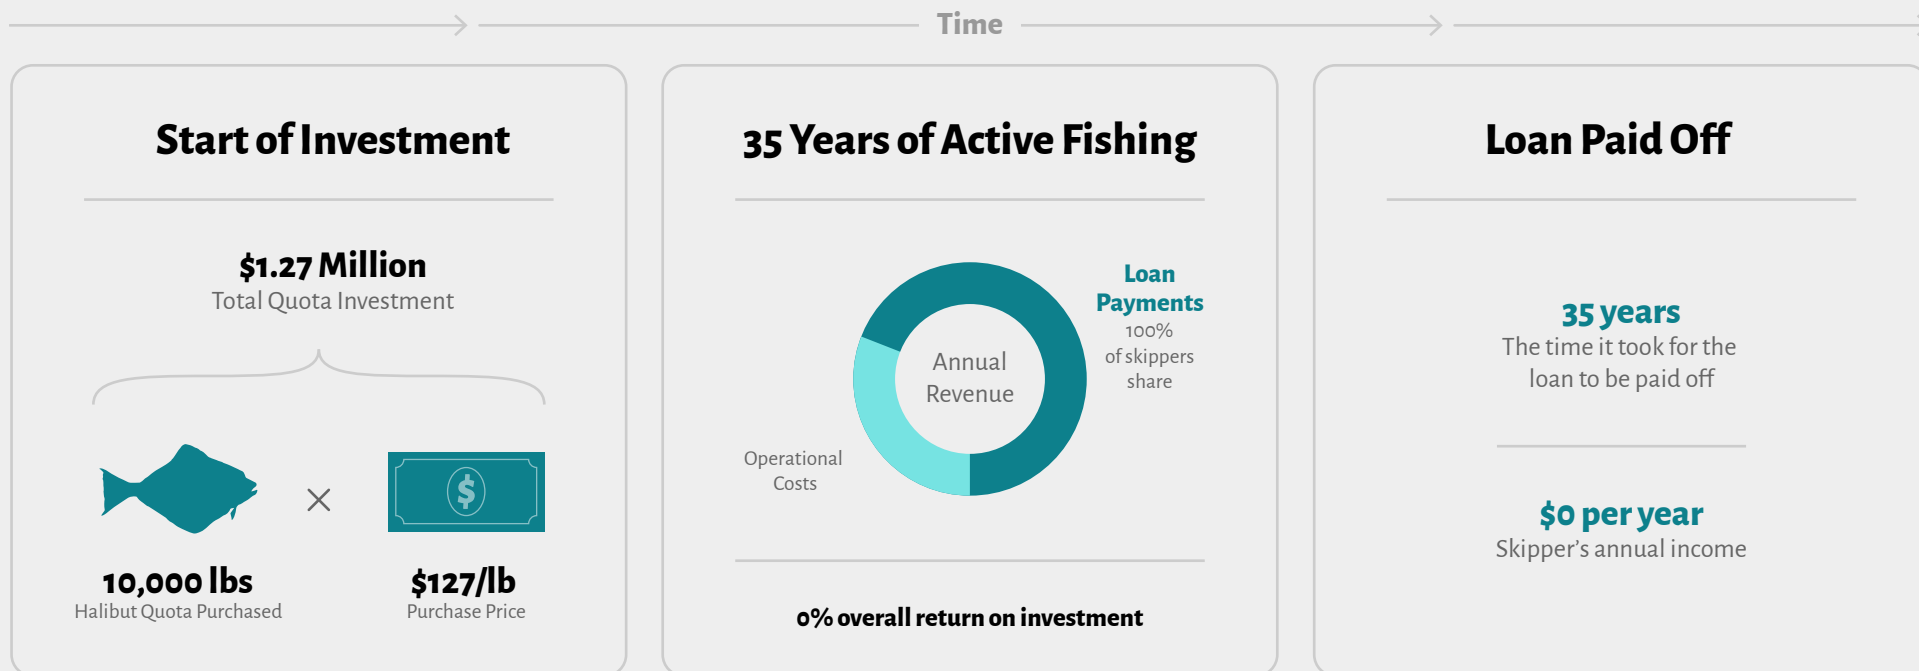 Time
Start of Investment
$1.27 Million
Total Quota Investment
$
10,000 lbs
Halibut Quota Purchased
$127/lb
Purchase Price
35 Years of Active Fishing
Loan
Payments
100%
of skippers
share
Annual
Revenue
Operational
Costs
0% overall return on investment
Loan Paid Off
35 years
The time it took for the
loan to be paid off
$0 per year
Skipper’s annual income